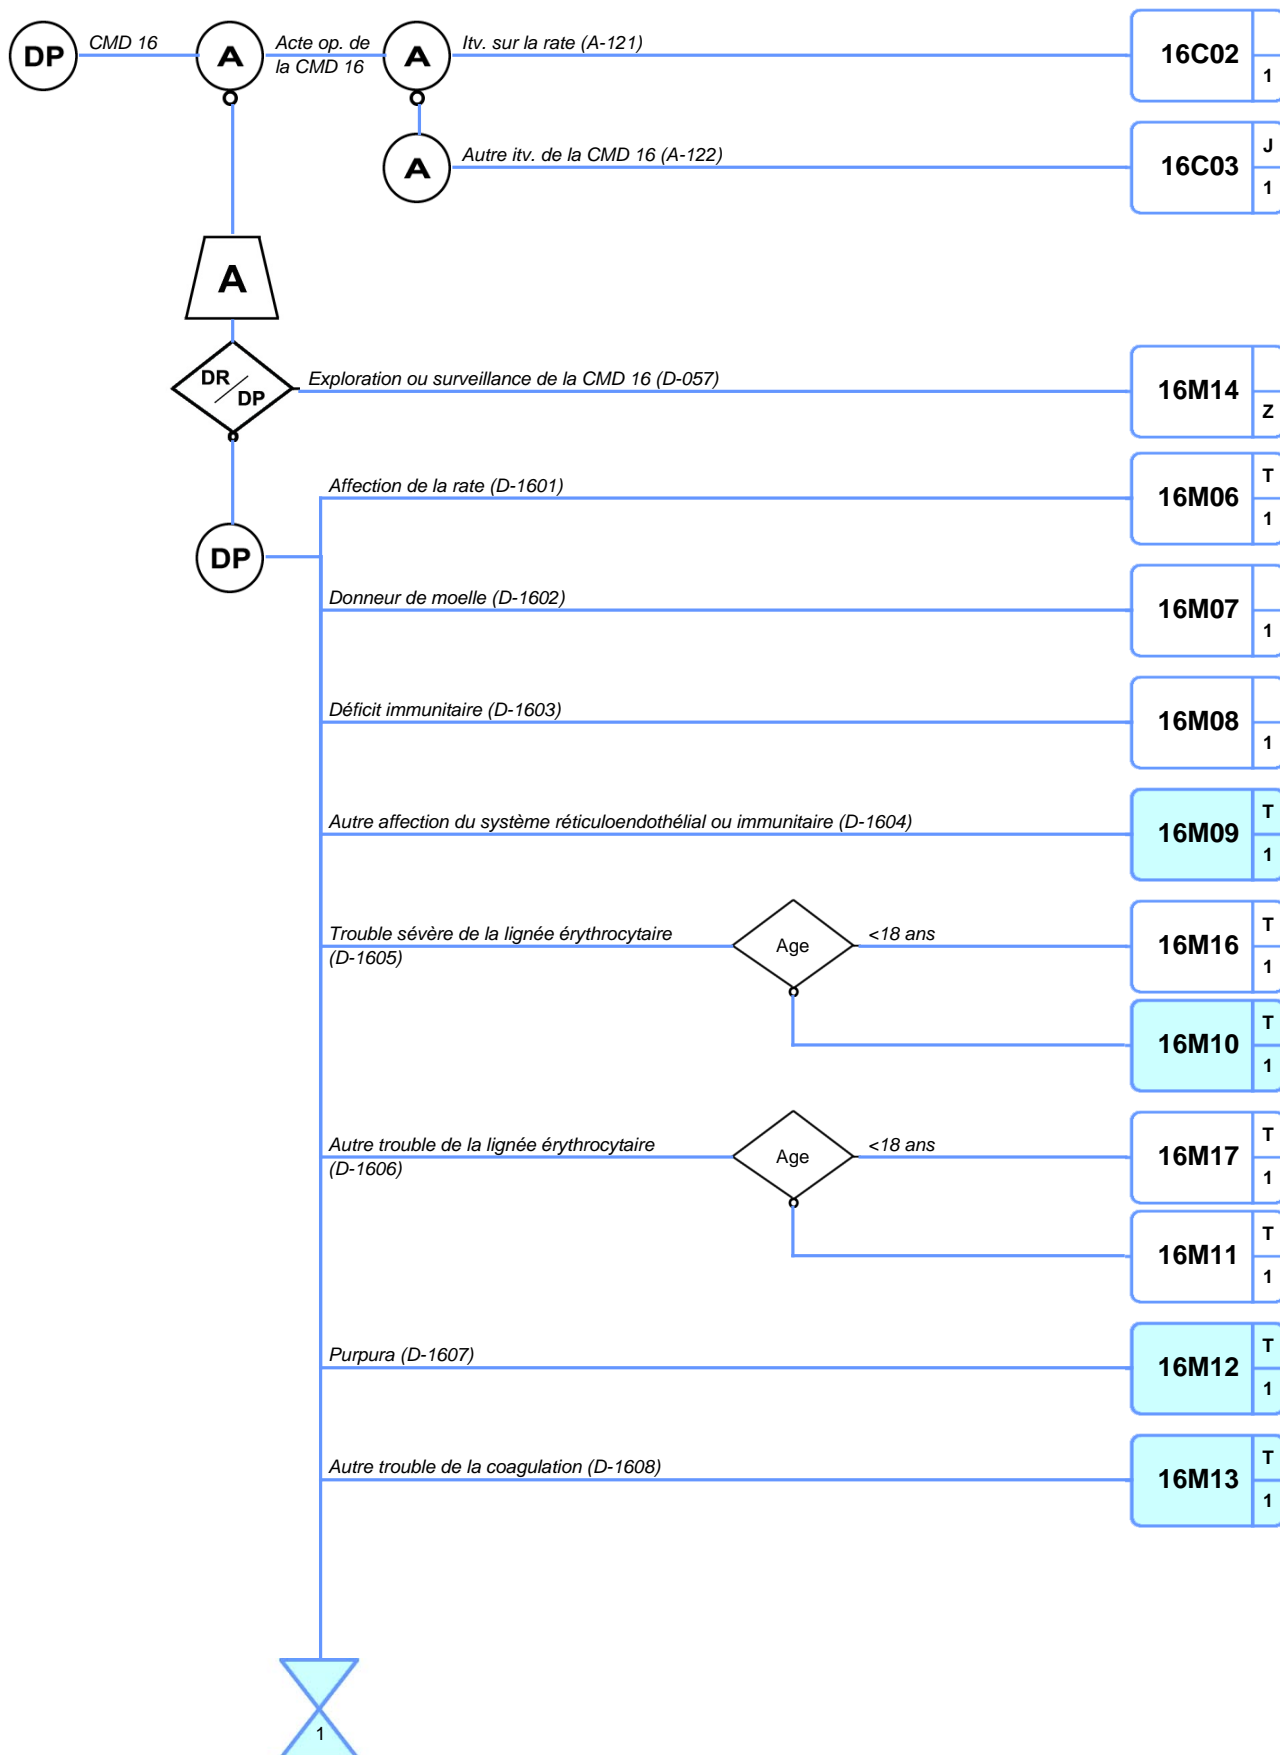 DP
CMD 16
A
Acte op. de
la CMD 16
A
Itv. sur la rate (A-121)
16C02
1
A
Autre itv. de la CMD 16 (A-122)
16C03
J
1
A
DR
DP
Exploration ou surveillance de la CMD 16 (D-057)
16M14
Z
DP
Affection de la rate (D-1601)
16M06
T
1
Donneur de moelle (D-1602)
16M07
1
Déficit immunitaire (D-1603)
16M08
1
Autre affection du système réticuloendothélial ou immunitaire (D-1604)
16M09
T
1
Trouble sévère de la lignée érythrocytaire
(D-1605)
Age
<18 ans
16M16
T
1
16M10
T
1
Autre trouble de la lignée érythrocytaire
(D-1606)
Age
<18 ans
16M17
T
1
16M11
T
1
Purpura (D-1607)
16M12
T
1
Autre trouble de la coagulation (D-1608)
16M13
T
1
1